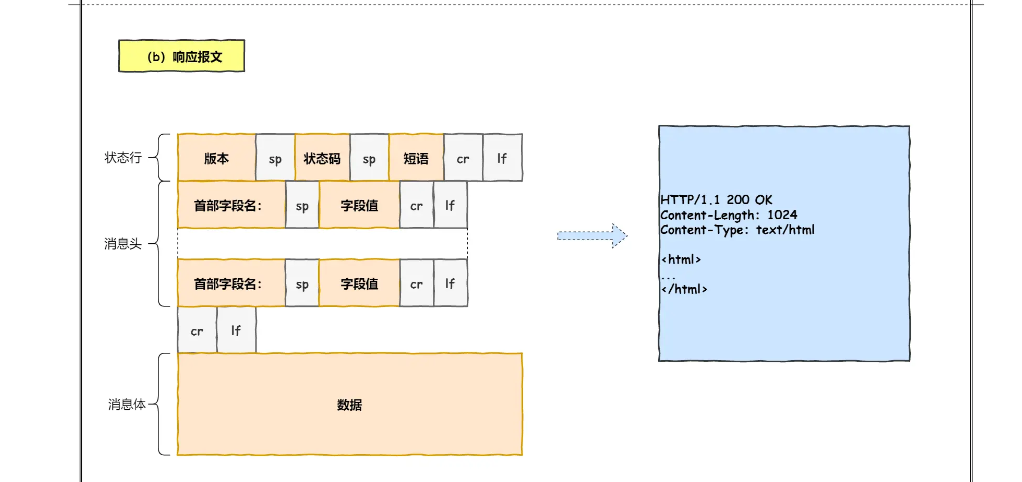 (b) 响应报文
状态行
版本 sp 状态码 sp 短语 cr lf
消息头
首部字段名: sp 字段值 cr lf
首部字段名: sp 字段值 cr lf
cr lf
消息体
数据
HTTP/1.1 200 OK
Content-Length: 1024
Content-Type: text/html
<html>
...
</html>